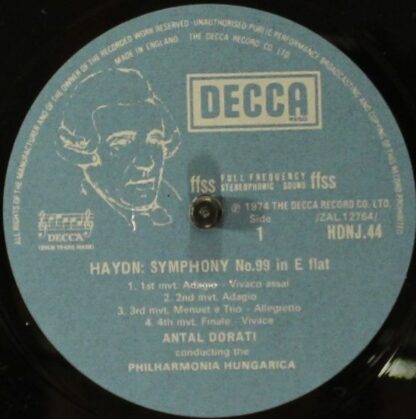 ALL RIGHTS OF THE MANUFACTURER AND OF THE OWNER OF THE RECORDED WORK RESERVED · UNAUTHORISED PUBLIC PERFORMANCE BROADCASTING AND COPYING OF THIS RECORD PROHIBITED
MADE IN ENGLAND. THE DECCA RECORD CO. LTD.
DECCA
ffss FULL FREQUENCY STEREOPHONIC SOUND ffss
℗ 1974 THE DECCA RECORD CO. LTD.
Side /ZAL.12764/
1 HDNJ.44
DECCA
HAYDN: SYMPHONY No.99 in E flat
1. 1st mvt. Adagio - Vivace assai
2. 2nd mvt. Adagio
3. 3rd mvt. Menuet e Trio - Allegretto
4. 4th mvt. Finale - Vivace
ANTAL DORATI
conducting the
PHILHARMONIA HUNGARICA